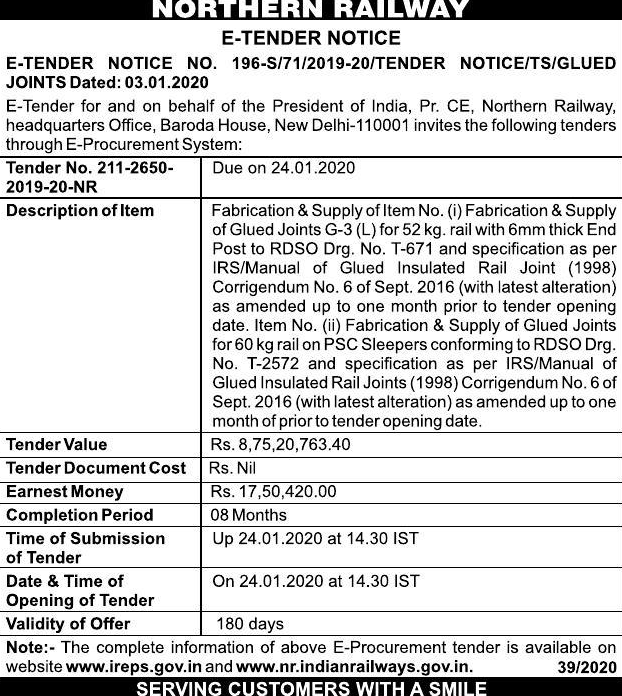 NORTHERN RAILWAY
E-TENDER NOTICE
E-TENDER NOTICE NO. 196-S/71/2019-20/TENDER NOTICE/TS/GLUED
JOINTS Dated: 03.01.2020
E-Tender for and on behalf of the President of India, Pr. CE, Northern Railway,
headquarters Office, Baroda House, New Delhi-110001 invites the following tenders
through E-Procurement System:
Tender No. 211-2650-
2019-20-NR
Due on 24.01.2020
Description of Item
Fabrication & Supply of Item No. (i) Fabrication & Supply
of Glued Joints G-3 (L) for 52 kg. rail with 6mm thick End
Post to RDSO Drg. No. T-671 and specification as per
IRS/Manual of Glued Insulated Rail Joint (1998)
Corrigendum No. 6 of Sept. 2016 (with latest alteration)
as amended up to one month prior to tender opening
date. Item No. (ii) Fabrication & Supply of Glued Joints
for 60 kg rail on PSC Sleepers conforming to RDSO Drg.
No. T-2572 and specification as per IRS/Manual of
Glued Insulated Rail Joints (1998) Corrigendum No. 6 of
Sept. 2016 (with latest alteration) as amended up to one
month of prior to tender opening date.
Tender Value
Rs. 8,75,20,763.40
Tender Document Cost
Rs. Nil
Earnest Money
Rs. 17,50,420.00
Completion Period
08 Months
Time of Submission
of Tender
Up 24.01.2020 at 14.30 IST
Date & Time of
Opening of Tender
On 24.01.2020 at 14.30 IST
Validity of Offer
180 days
Note:- The complete information of above E-Procurement tender is available on
website www.ireps.gov.in and www.nr.indianrailways.gov.in. 39/2020
SERVING CUSTOMERS WITH A SMILE